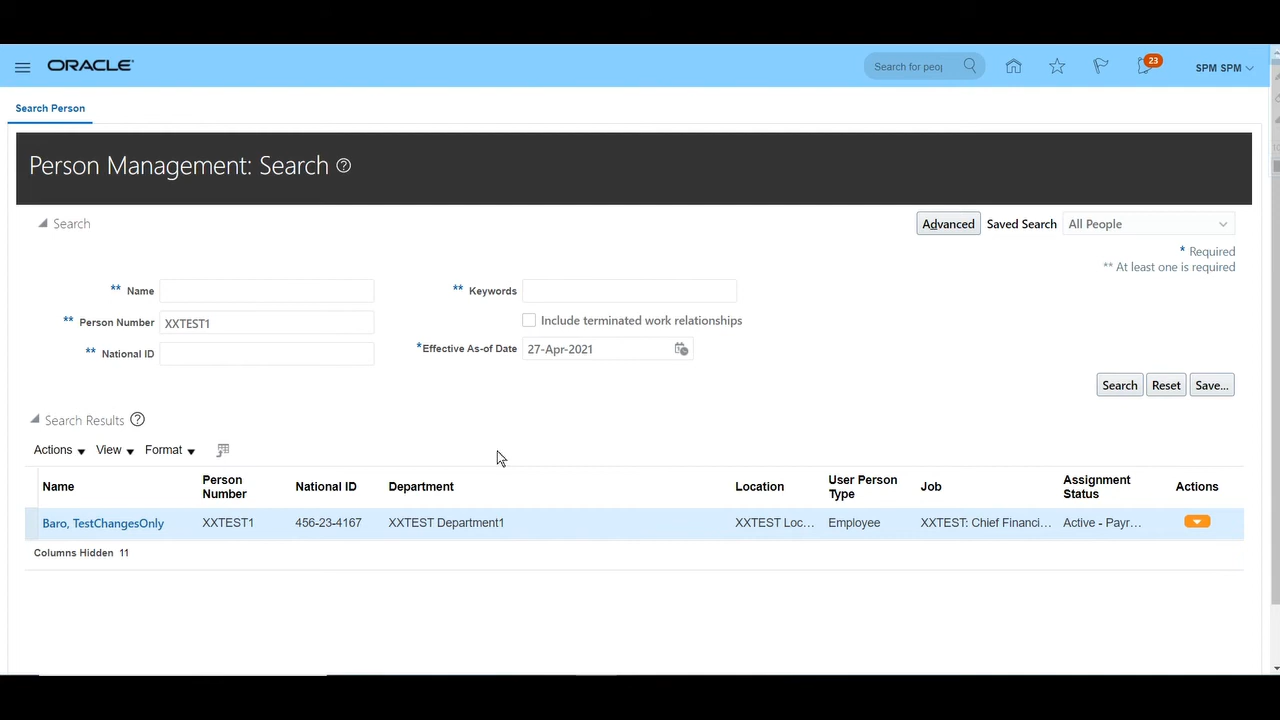 ORACLE
Search for peop
23
SPM SPM
Search Person
Person Management: Search
Search
Advanced Saved Search All People
* Required
** At least one is required
** Name
** Keywords
** Person Number XXTEST1
Include terminated work relationships
** National ID
*Effective As-of Date 27-Apr-2021
Search Reset Save...
Search Results
Actions View Format
Name Person Number National ID Department Location User Person Type Job Assignment Status Actions
Baro, TestChangesOnly XXTEST1 456-23-4167 XXTEST Department1 XXTEST Loc... Employee XXTEST: Chief Financi... Active - Payr...
Columns Hidden 11